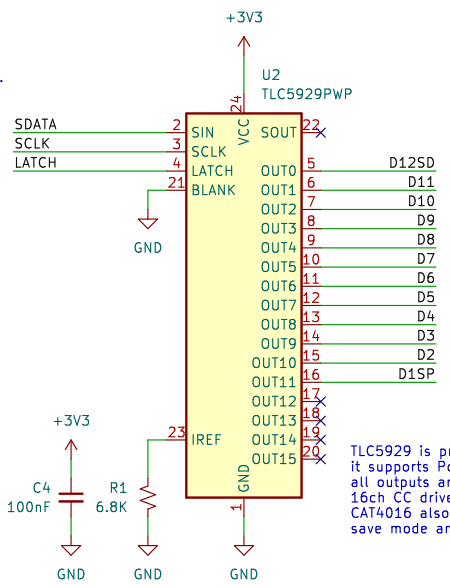 +3V3
U2
TLC5929PWP
24
VCC
SDATA 2 SIN SOUT 22
SCLK 3 SCLK
LATCH 4 LATCH OUT0 5 D12SD
21 BLANK OUT1 6 D11
OUT2 7 D10
GND OUT3 8 D9
OUT4 9 D8
OUT5 10 D7
OUT6 11 D6
OUT7 12 D5
OUT8 13 D4
OUT9 14 D3
OUT10 15 D2
OUT11 16 D1SP
OUT12 17
OUT13 18
+3V3 23 IREF OUT14 19
OUT15 20
C4
100nF
R1
6.8K
GND
1
GND
GND
GND
TLC5929 is p
it supports P
all outputs a
16ch CC drive
CAT4016 also
save mode a